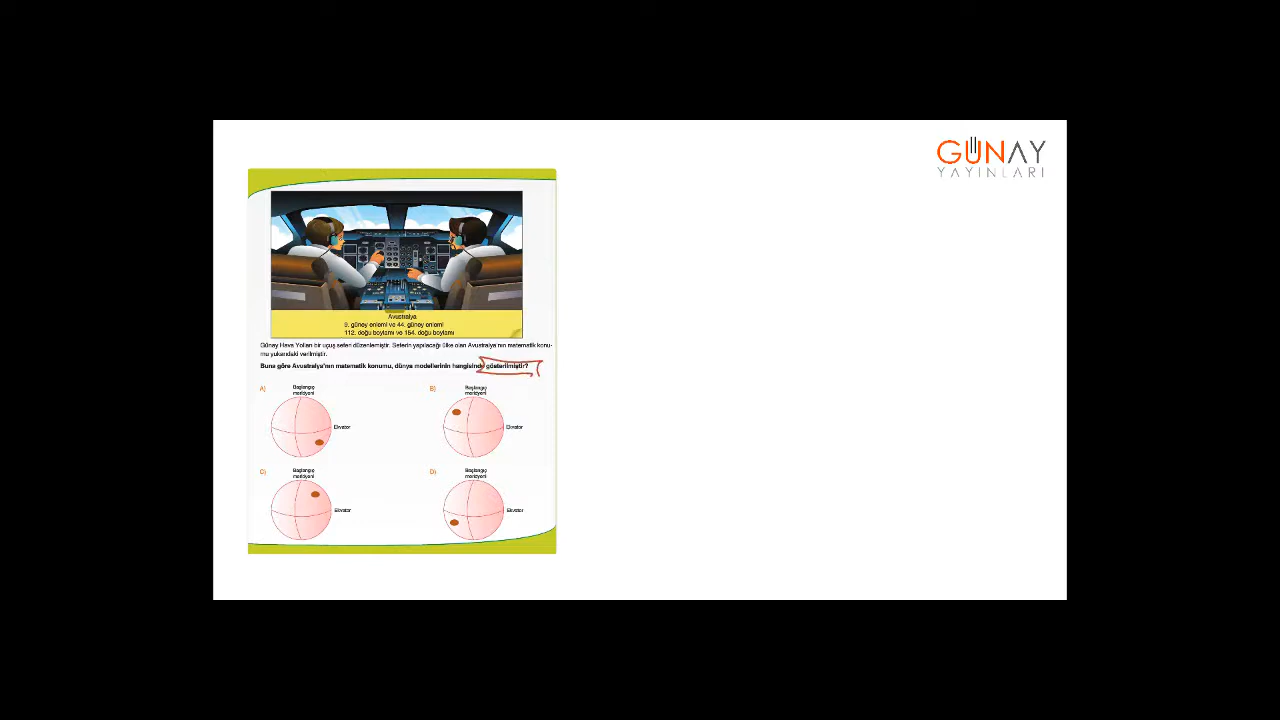 GÜNAY
YAYINLARI
Avustralya
9. güney enlemi ve 44. güney enlemi
112. doğu boylamı ve 154. doğu boylamı
Günay Hava Yolları bir uçuş seferi düzenlemiştir. Seferin yapılacağı ülke olan Avustralya'nın matematik konu-
mu yukarıdaki verilmiştir.
Buna göre Avustralya'nın matematik konumu, dünya modellerinin hangisinde gösterilmiştir?
A)
Başlangıç
meridyeni
Ekvator
B)
Başlangıç
meridyeni
Ekvator
C)
Başlangıç
meridyeni
Ekvator
D)
Başlangıç
meridyeni
Ekvator